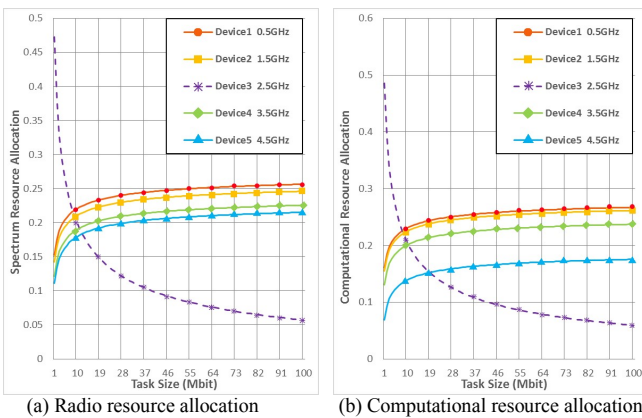 0.5
0.45
0.4
0.35
0.3
0.25
0.2
0.15
0.1
0.05
0
Spectrum Resource Allocation
Device1 0.5GHz
Device2 1.5GHz
Device3 2.5GHz
Device4 3.5GHz
Device5 4.5GHz
1 10 19 28 37 46 55 64 73 82 91 100
Task Size (Mbit)
(a) Radio resource allocation
0.6
0.5
0.4
0.3
0.2
0.1
0
Computational Resource Allocation
Device1 0.5GHz
Device2 1.5GHz
Device3 2.5GHz
Device4 3.5GHz
Device5 4.5GHz
1 10 19 28 37 46 55 64 73 82 91 100
Task Size (Mbit)
(b) Computational resource allocation